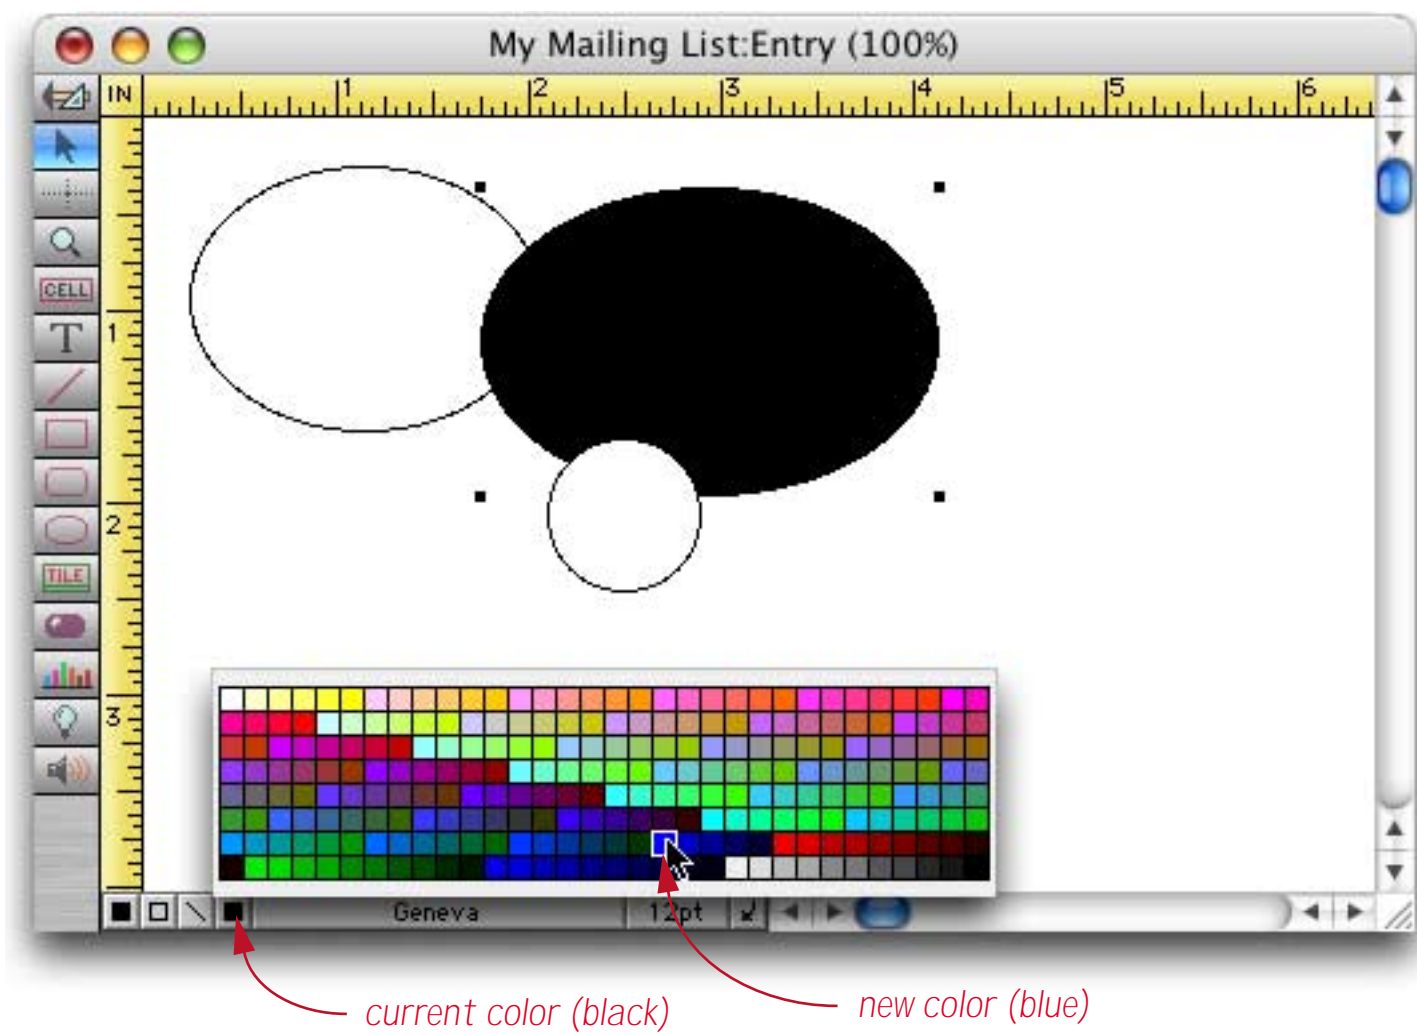 My Mailing List:Entry (100%)
IN 1 2 3 4 5 6
CELL
T
1
2
TILE
3
Geneva 12pt
current color (black)
new color (blue)